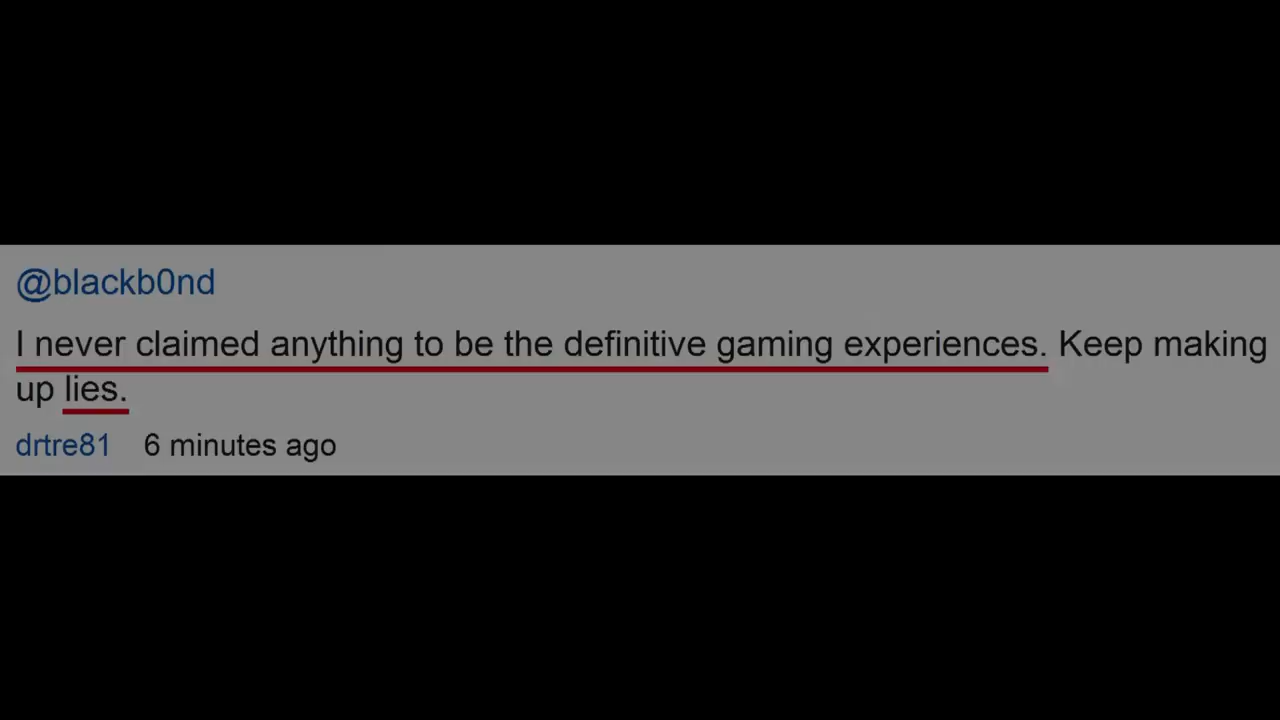 @blackb0nd
I never claimed anything to be the definitive gaming experiences. Keep making
up lies.
drtre81 6 minutes ago